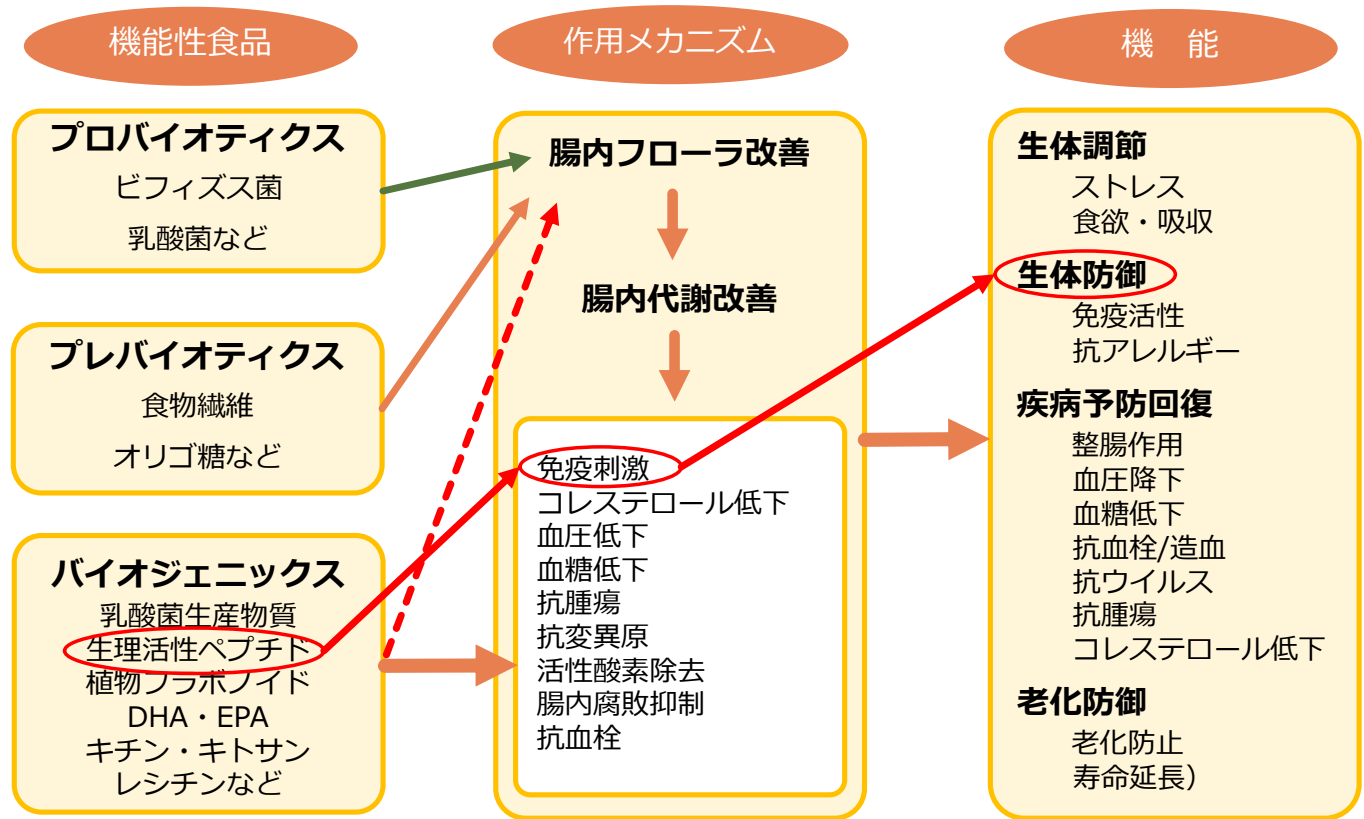 機能性食品
作用メカニズム
機　能
プロバイオティクス
ビフィズス菌
乳酸菌など
プレバイオティクス
食物繊維
オリゴ糖など
バイオジェニックス
乳酸菌生産物質
生理活性ペプチド
植物フラボノイド
DHA・EPA
キチン・キトサン
レシチンなど
腸内フローラ改善
腸内代謝改善
免疫刺激
コレステロール低下
血圧低下
血糖低下
抗腫瘍
抗変異原
活性酸素除去
腸内腐敗抑制
抗血栓
生体調節
ストレス
食欲・吸収
生体防御
免疫活性
抗アレルギー
疾病予防回復
整腸作用
血圧降下
血糖低下
抗血栓/造血
抗ウイルス
抗腫瘍
コレステロール低下
老化防御
老化防止
寿命延長）